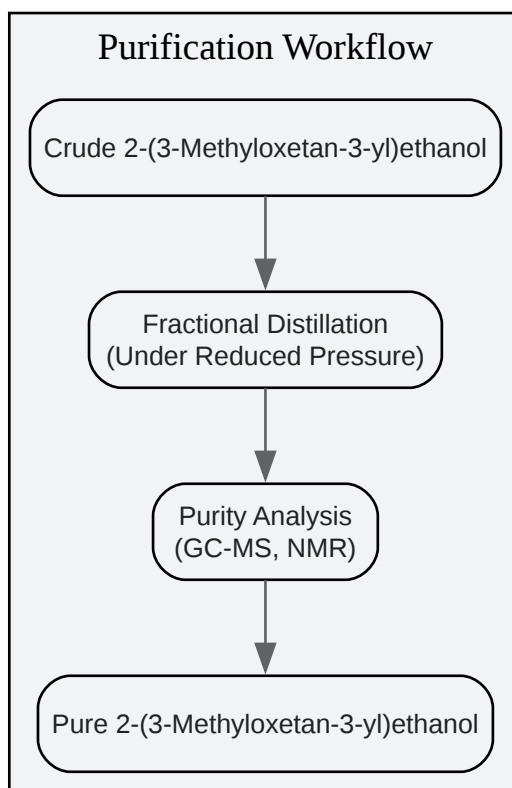 Purification Workflow
Crude 2-(3-Methyloxetan-3-yl)ethanol
Fractional Distillation
(Under Reduced Pressure)
Purity Analysis
(GC-MS, NMR)
Pure 2-(3-Methyloxetan-3-yl)ethanol